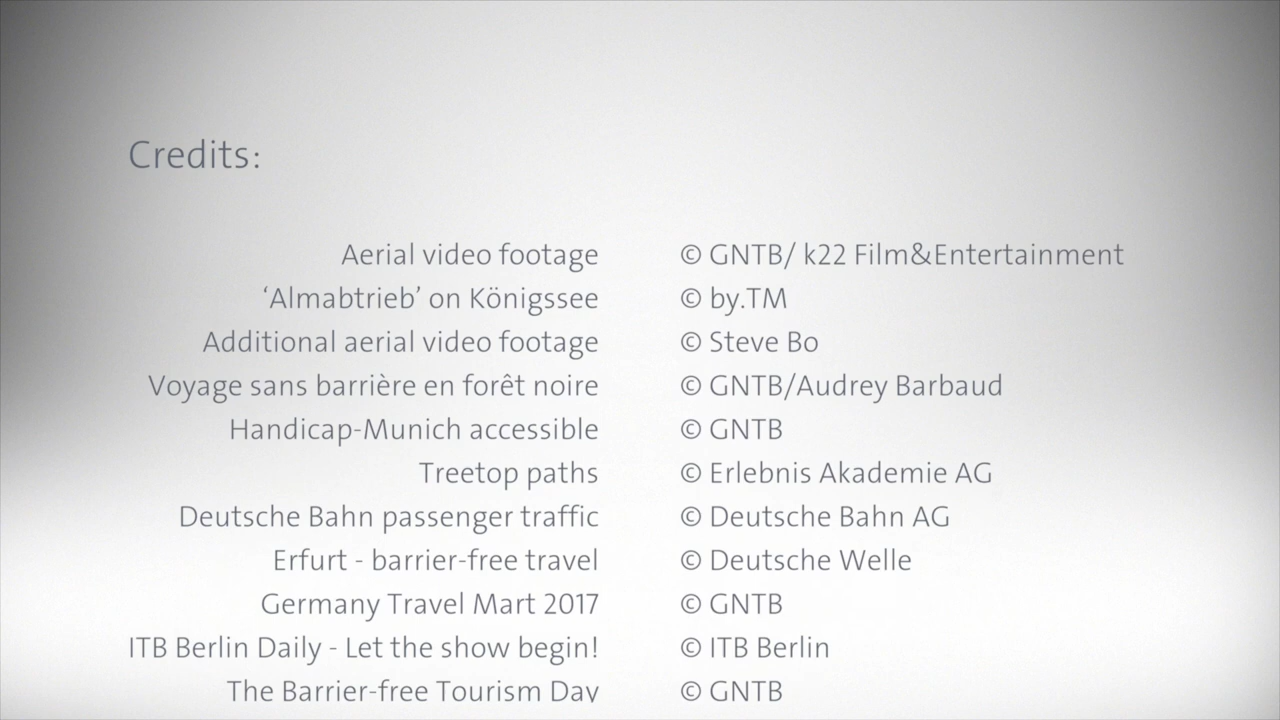 Credits:
Aerial video footage © GNTB/ k22 Film&Entertainment
‘Almabtrieb’ on Königssee © by.TM
Additional aerial video footage © Steve Bo
Voyage sans barrière en forêt noire © GNTB/Audrey Barbaud
Handicap-Munich accessible © GNTB
Treetop paths © Erlebnis Akademie AG
Deutsche Bahn passenger traffic © Deutsche Bahn AG
Erfurt - barrier-free travel © Deutsche Welle
Germany Travel Mart 2017 © GNTB
ITB Berlin Daily - Let the show begin! © ITB Berlin
The Barrier-free Tourism Day © GNTB